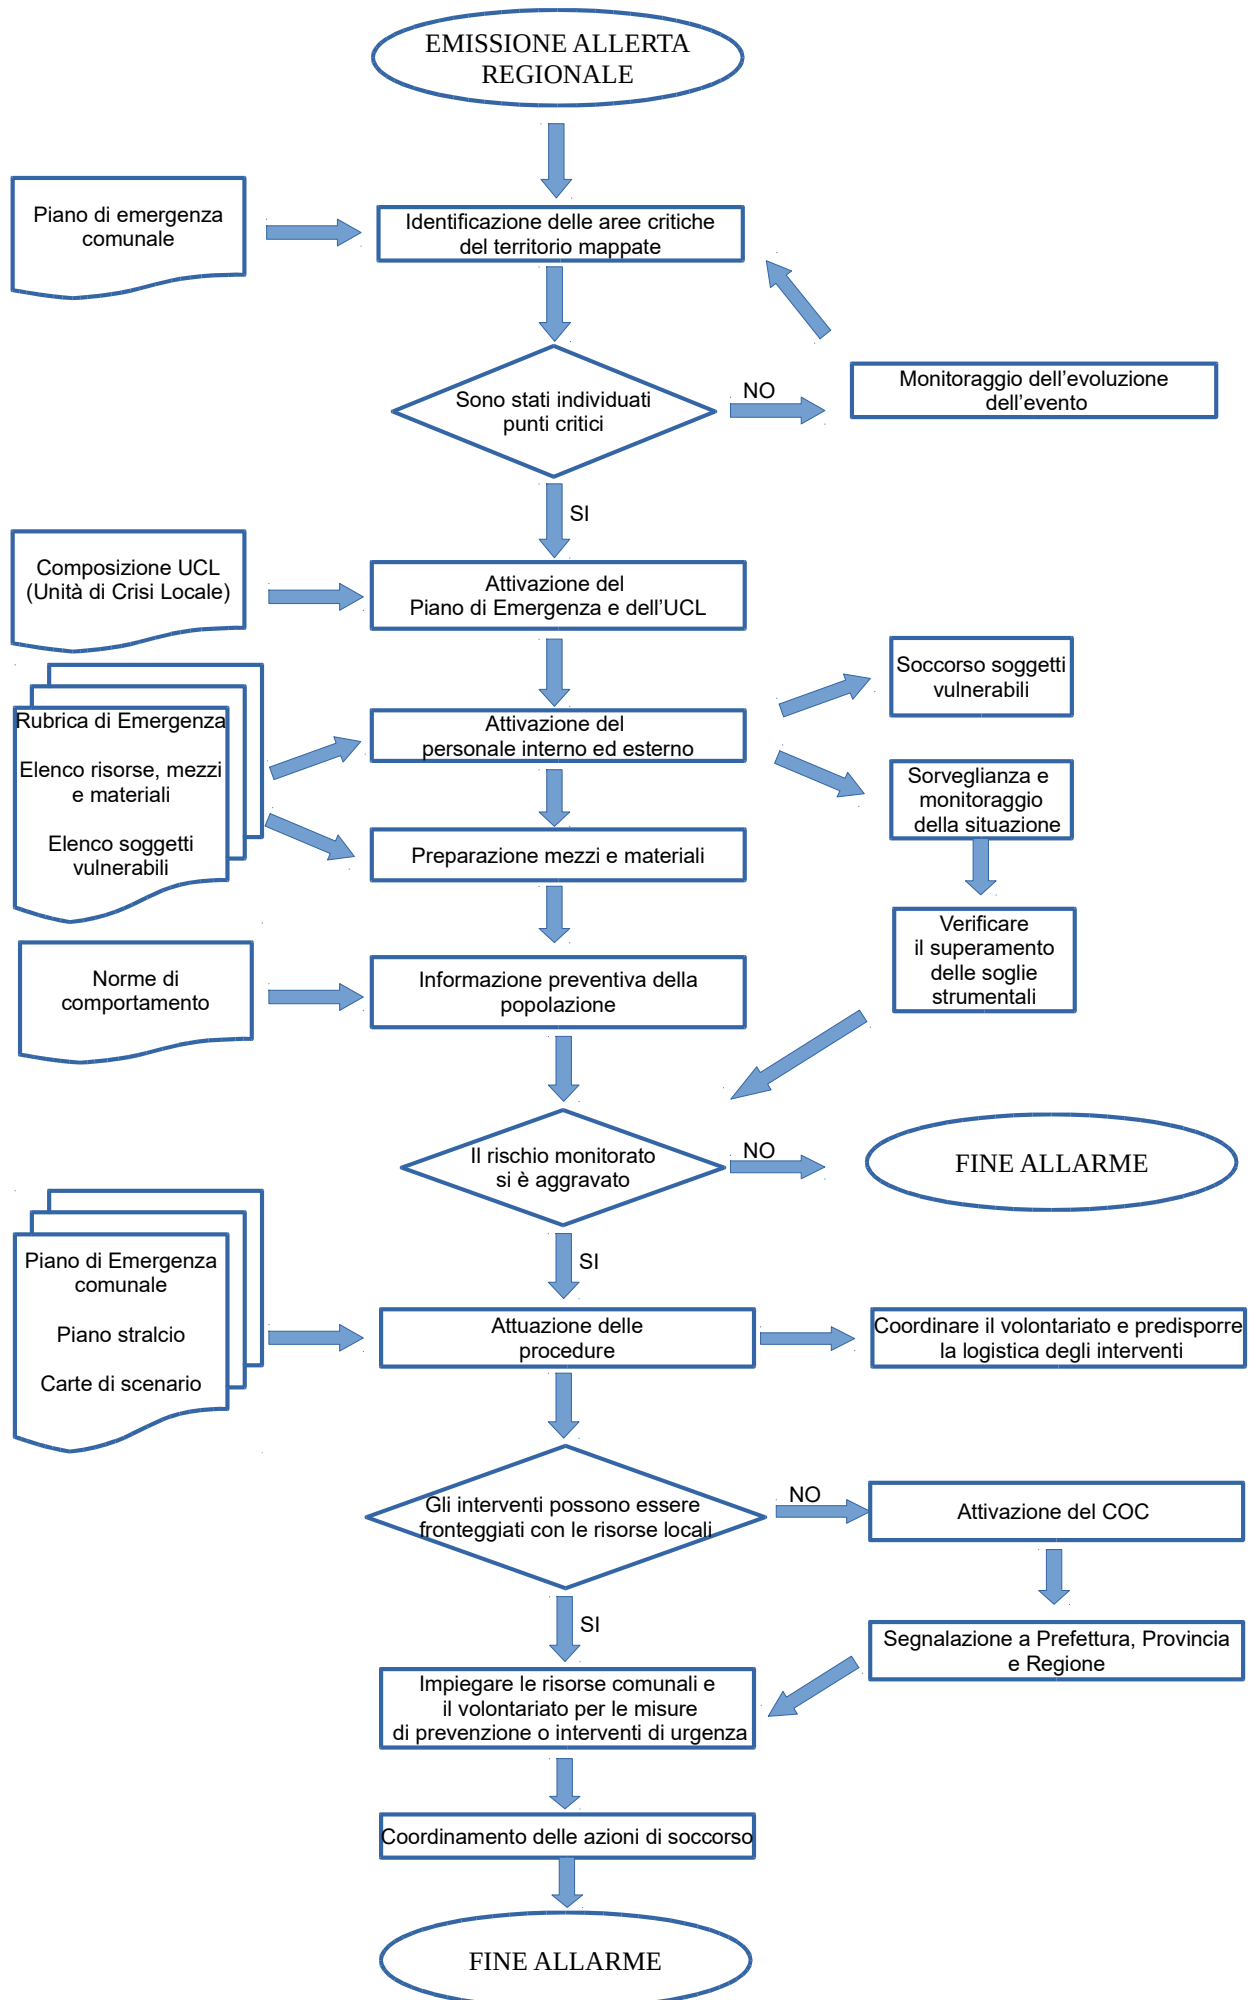 EMISSIONE ALLERTA
REGIONALE
Piano di emergenza
comunale
Identificazione delle aree critiche
del territorio mappate
Sono stati individuati
punti critici
NO
Monitoraggio dell’evoluzione
dell’evento
SI
Composizione UCL
(Unità di Crisi Locale)
Attivazione del
Piano di Emergenza e dell’UCL
Rubrica di Emergenza
Elenco risorse, mezzi
e materiali
Elenco soggetti
vulnerabili
Attivazione del
personale interno ed esterno
Soccorso soggetti
vulnerabili
Sorveglianza e
monitoraggio
della situazione
Preparazione mezzi e materiali
Verificare
il superamento
delle soglie
strumentali
Norme di
comportamento
Informazione preventiva della
popolazione
Il rischio monitorato
si è aggravato
NO
FINE ALLARME
SI
Piano di Emergenza
comunale
Piano stralcio
Carte di scenario
Attuazione delle
procedure
Coordinare il volontariato e predisporre
la logistica degli interventi
Gli interventi possono essere
fronteggiati con le risorse locali
NO
Attivazione del COC
SI
Segnalazione a Prefettura, Provincia
e Regione
Impiegare le risorse comunali e
il volontariato per le misure
di prevenzione o interventi di urgenza
Coordinamento delle azioni di soccorso
FINE ALLARME